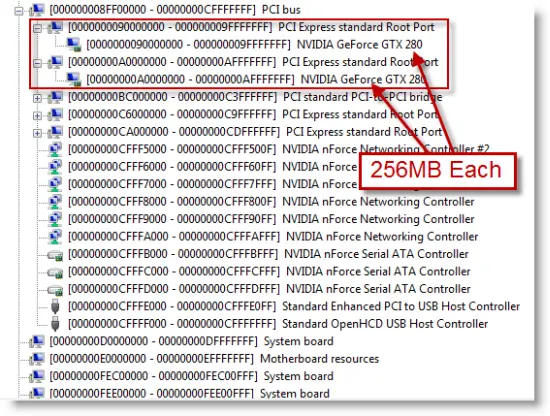 [000000008FF00000 - 00000000CFFFFFFF] PCI bus
[0000000090000000 - 000000009FFFFFFF] PCI Express standard Root Port
[0000000090000000 - 000000009FFFFFFF] NVIDIA GeForce GTX 280
[00000000A0000000 - 00000000AFFFFFFF] PCI Express standard Root Port
[00000000A0000000 - 00000000AFFFFFFF] NVIDIA GeForce GTX 280
[00000000BC000000 - 00000000C3FFFFFF] PCI standard PCI-to-PCI bridge
[00000000C6000000 - 00000000C9FFFFFF] PCI Express standard Root Port
[00000000CA000000 - 00000000CDFFFFFF] PCI Express standard Root Port
[00000000CFFF5000 - 00000000CFFF500F] NVIDIA nForce Networking Controller #2
[00000000CFFF6000 - 00000000CFFF60FF] NVIDIA nForce
[00000000CFFF7000 - 00000000CFFF7FFF] NVIDIA nForce
256MB Each
[00000000CFFF8000 - 00000000CFFF800F] NVIDIA nForce Networking Controller
[00000000CFFF9000 - 00000000CFFF90FF] NVIDIA nForce Networking Controller
[00000000CFFFA000 - 00000000CFFFAFFF] NVIDIA nForce Networking Controller
[00000000CFFFB000 - 00000000CFFFBFFF] NVIDIA nForce Serial ATA Controller
[00000000CFFFC000 - 00000000CFFFCFFF] NVIDIA nForce Serial ATA Controller
[00000000CFFFD000 - 00000000CFFFDFFF] NVIDIA nForce Serial ATA Controller
[00000000CFFFE000 - 00000000CFFFE0FF] Standard Enhanced PCI to USB Host Controller
[00000000CFFFF000 - 00000000CFFFFFFF] Standard OpenHCD USB Host Controller
[00000000D0000000 - 00000000DFFFFFFF] System board
[00000000E0000000 - 00000000EFFFFFFF] Motherboard resources
[00000000FEC00000 - 00000000FEC00FFF] System board
[00000000FEE00000 - 00000000FEE00FFF] System board